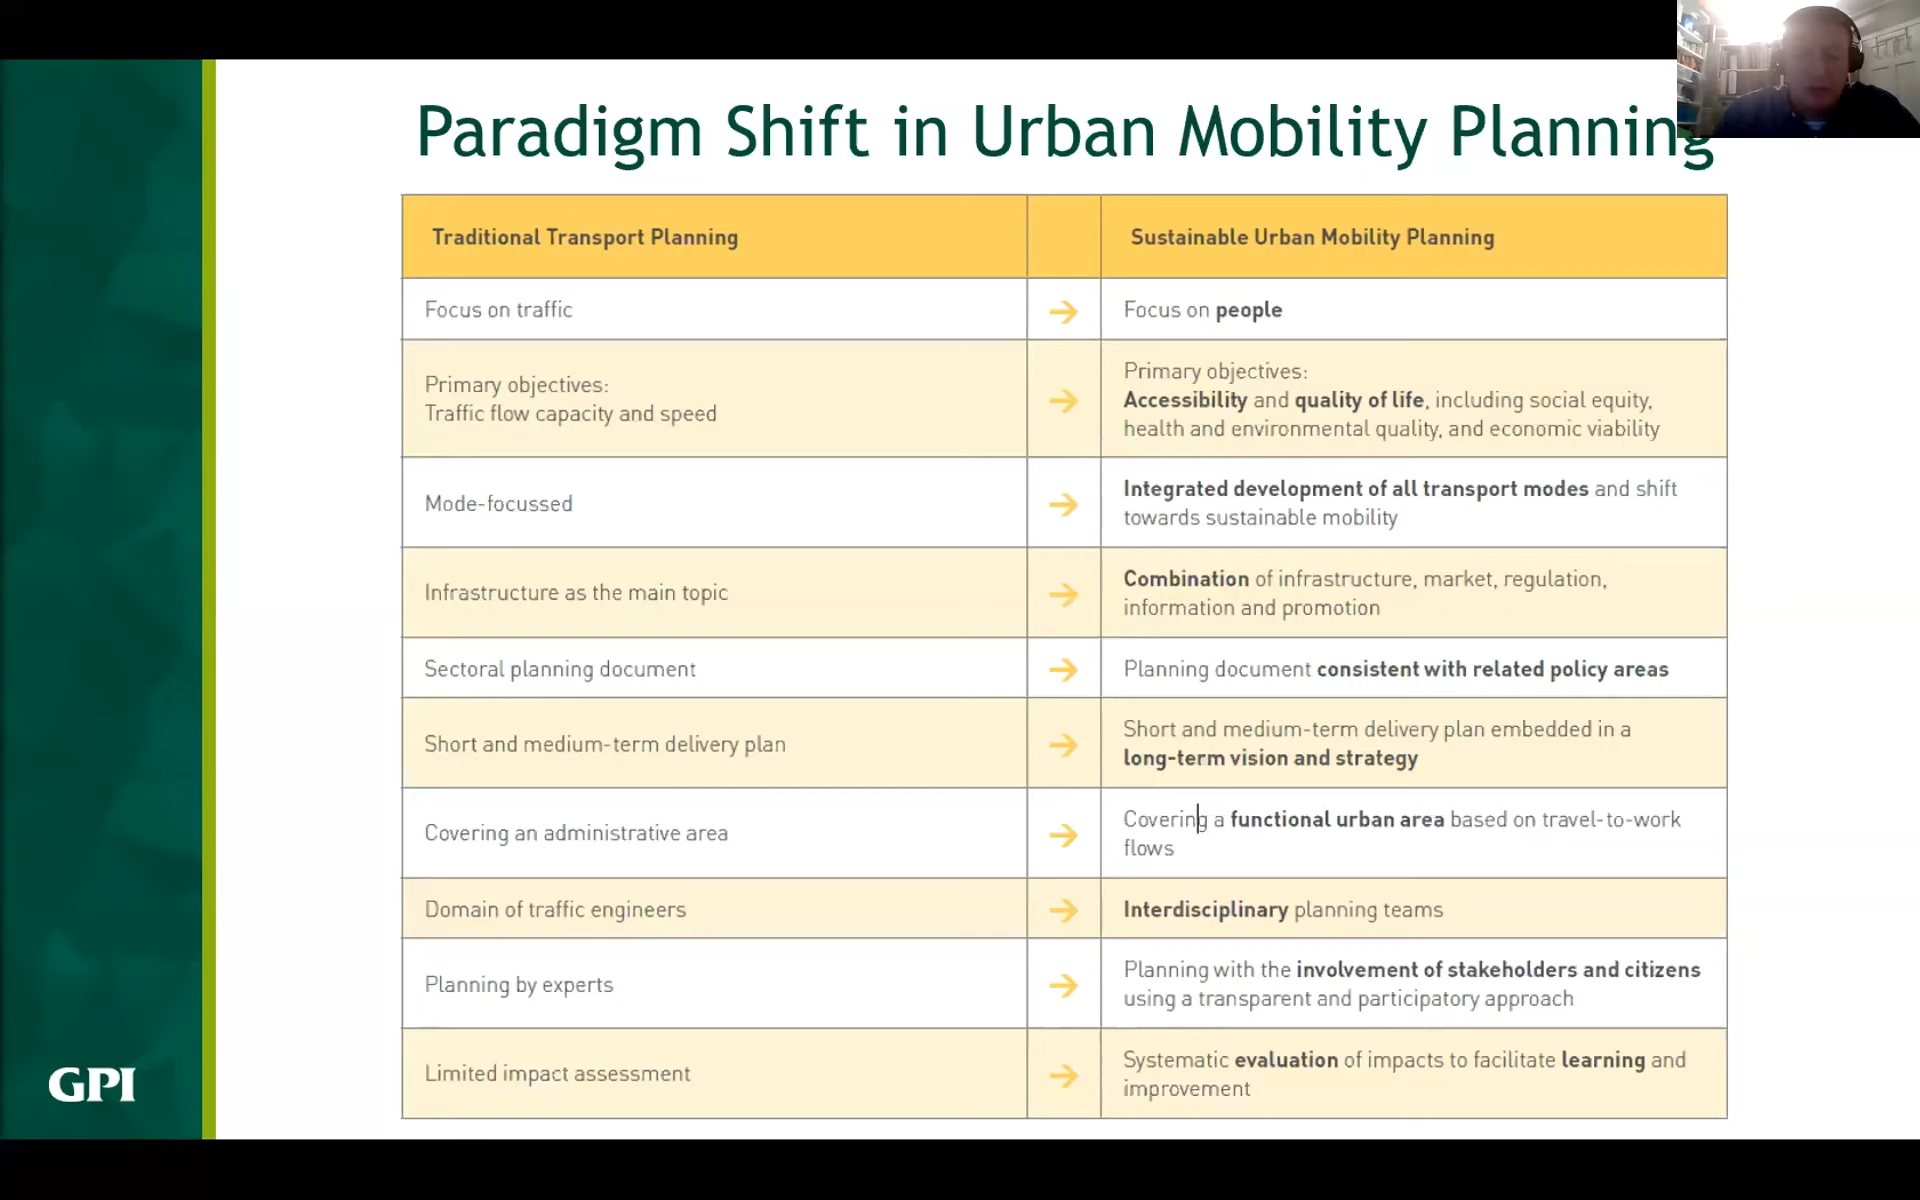 Paradigm Shift in Urban Mobility Planning
Traditional Transport Planning
Sustainable Urban Mobility Planning
Focus on traffic
Focus on people
Primary objectives:
Traffic flow capacity and speed
Primary objectives:
Accessibility and quality of life, including social equity,
health and environmental quality, and economic viability
Mode-focussed
Integrated development of all transport modes and shift
towards sustainable mobility
Infrastructure as the main topic
Combination of infrastructure, market, regulation,
information and promotion
Sectoral planning document
Planning document consistent with related policy areas
Short and medium-term delivery plan
Short and medium-term delivery plan embedded in a
long-term vision and strategy
Covering an administrative area
Covering a functional urban area based on travel-to-work
flows
Domain of traffic engineers
Interdisciplinary planning teams
Planning by experts
Planning with the involvement of stakeholders and citizens
using a transparent and participatory approach
Limited impact assessment
Systematic evaluation of impacts to facilitate learning and
improvement
GPI